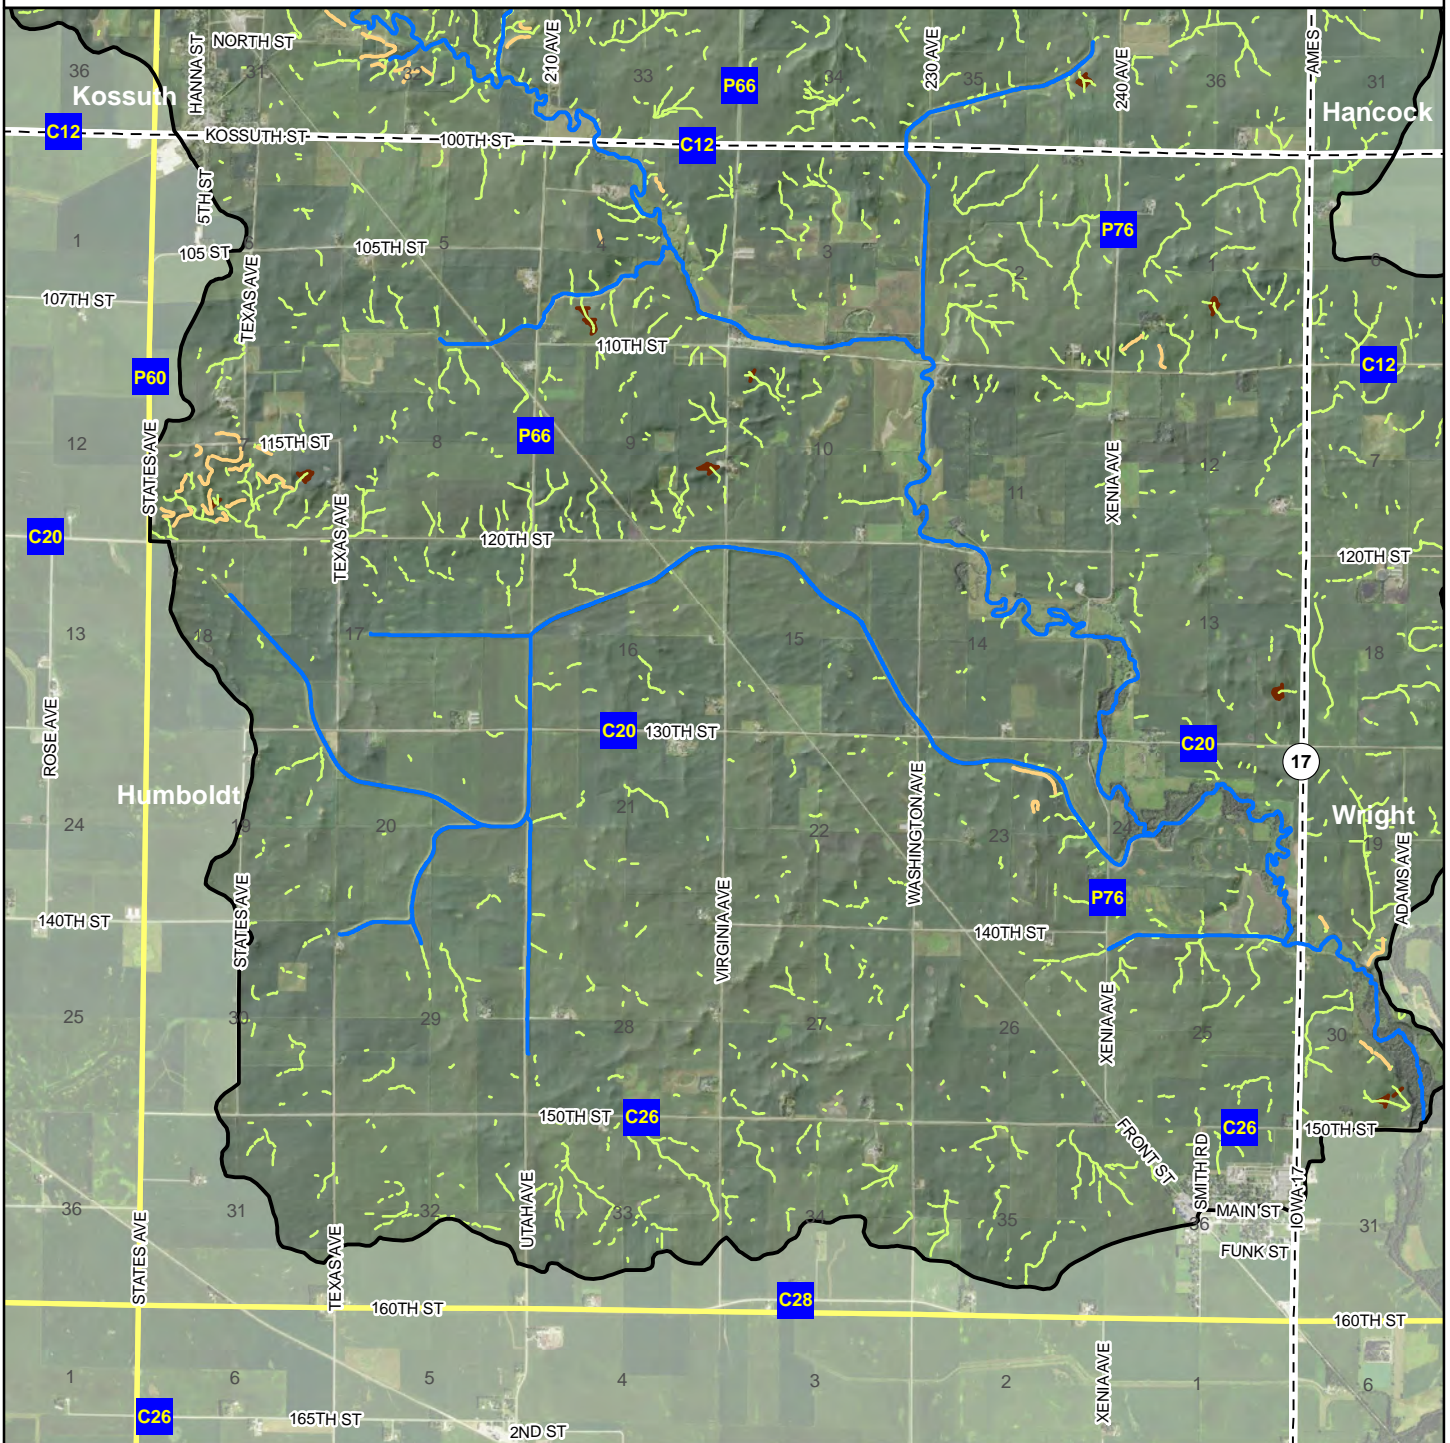 NORTH ST
HANNA ST
210 AVE
230 AVE
240 AVE
AMES
36
31
32
33
P66
34
35
36
31
Kossuth
Hancock
C12
KOSSUTH ST
100TH ST
C12
5TH ST
P76
1
105 ST
6
105TH ST
5
4
3
2
1
6
107TH ST
TEXAS AVE
110TH ST
P60
C12
STATES AVE
12
7
115TH ST
8
P66
9
10
11
XENIA AVE
12
7
C20
TEXAS AVE
120TH ST
120TH ST
13
18
17
16
15
14
13
18
ROSE AVE
C20
130TH ST
C20
17
Humboldt
WASHINGTON AVE
Wright
24
19
20
21
22
23
24
19
ADAMS AVE
P76
140TH ST
STATES AVE
VIRGINIA AVE
140TH ST
25
30
29
28
27
26
XENIA AVE
25
30
150TH ST
C26
FRONT ST
SMITH RD
C26
150TH ST
36
31
32
33
34
35
36
MAIN ST
IOWA 17
31
STATES AVE
TEXAS AVE
UTAH AVE
FUNK ST
160TH ST
C28
160TH ST
1
6
5
4
3
2
XENIA AVE
1
6
C26
165TH ST
2ND ST